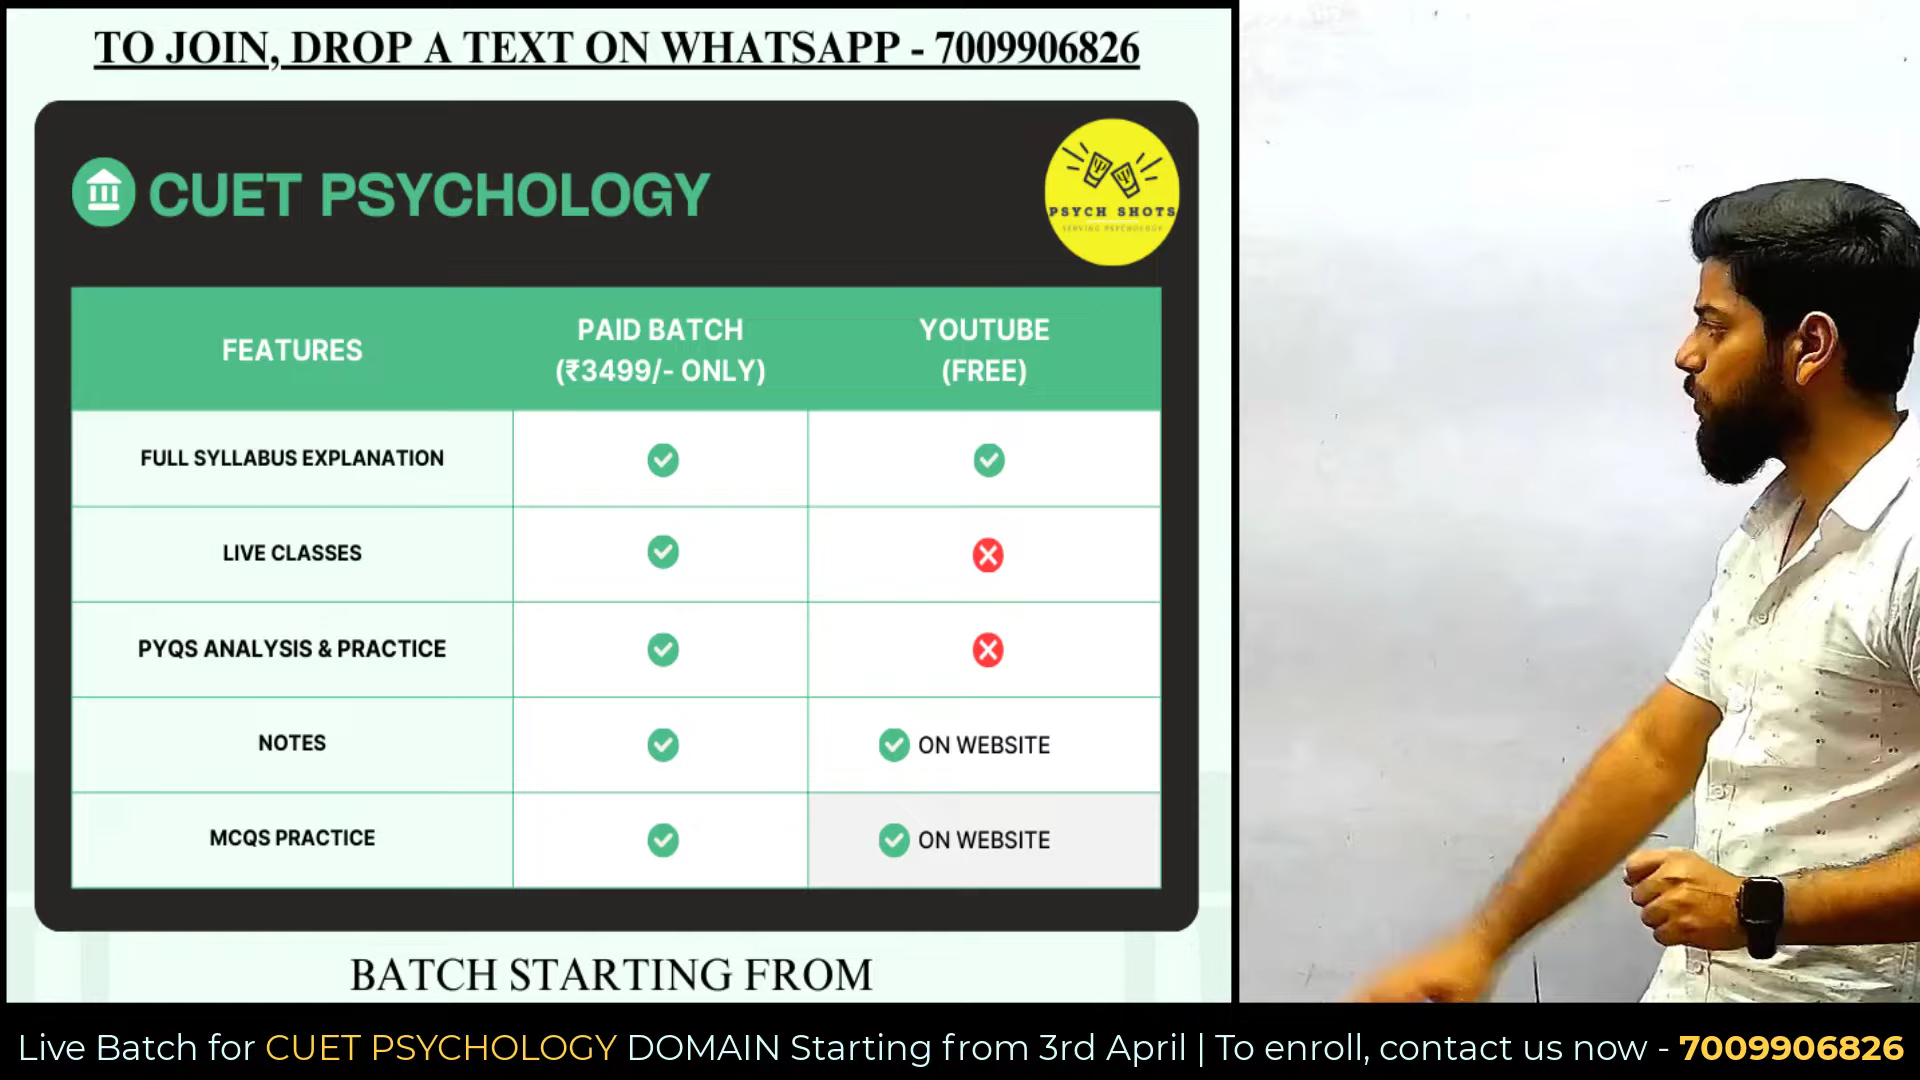 TO JOIN, DROP A TEXT ON WHATSAPP - 7009906826
CUET PSYCHOLOGY
PSYCH SHOTS
SERVING PSYCHOLOGY
FEATURES
PAID BATCH
(₹3499/- ONLY)
YOUTUBE
(FREE)
FULL SYLLABUS EXPLANATION
LIVE CLASSES
PYQS ANALYSIS & PRACTICE
NOTES
ON WEBSITE
MCQS PRACTICE
ON WEBSITE
BATCH STARTING FROM
Live Batch for CUET PSYCHOLOGY DOMAIN Starting from 3rd April | To enroll, contact us now - 7009906826